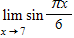 lim sin πx/6
x → 7